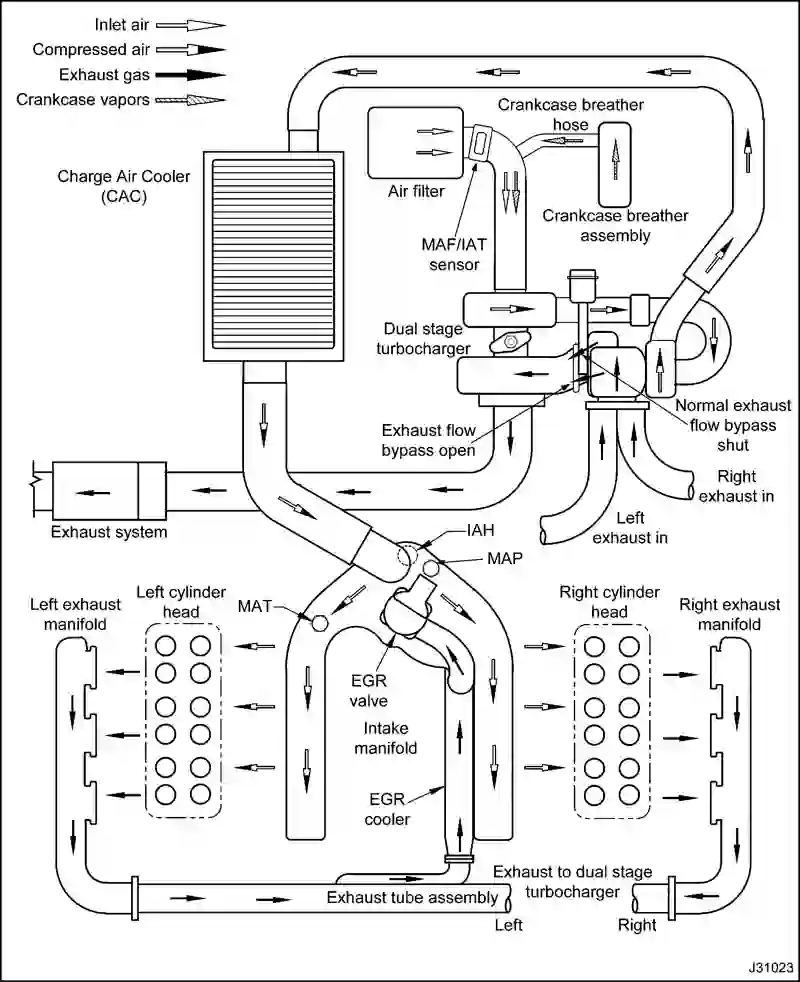 Inlet air
Compressed air
Exhaust gas
Crankcase vapors
Charge Air Cooler
(CAC)
Air filter
MAF/IAT
sensor
Crankcase breather
hose
Crankcase breather
assembly
Dual stage
turbocharger
Exhaust flow
bypass open
Normal exhaust
flow bypass
shut
Right
exhaust in
Left
exhaust in
Exhaust system
IAH
MAP
MAT
Left exhaust
manifold
Left cylinder
head
Right cylinder
head
Right exhaust
manifold
EGR
valve
Intake
manifold
EGR
cooler
Exhaust to dual stage
turbocharger
Exhaust tube assembly
Left
Right
J31023